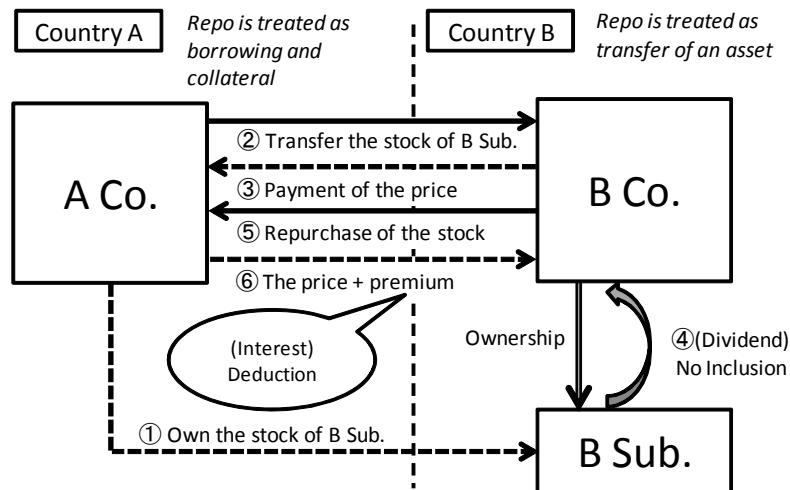 Country A
Repo is treated as
borrowing and
collateral
Country B
Repo is treated as
transfer of an asset
A Co.
② Transfer the stock of B Sub.
③ Payment of the price
⑤ Repurchase of the stock
⑥ The price + premium
B Co.
(Interest)
Deduction
Ownership
④(Dividend)
No Inclusion
① Own the stock of B Sub.
B Sub.